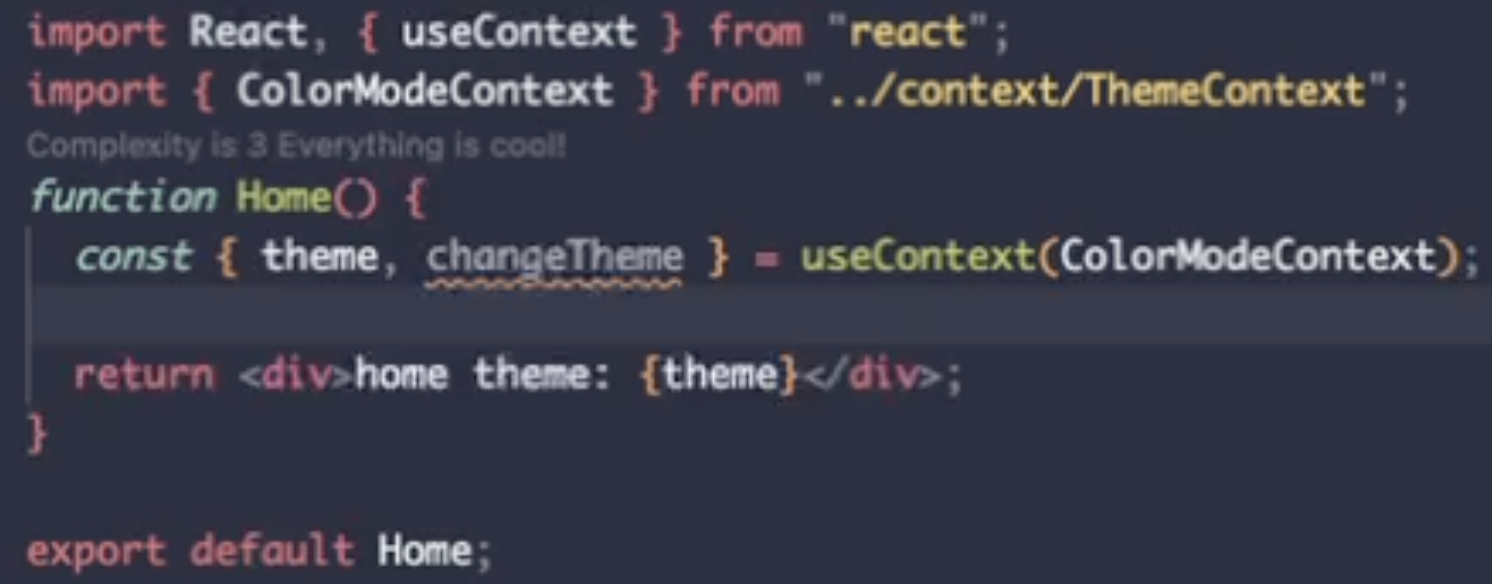 import React, { useContext } from "react";
import { ColorModeContext } from "../context/ThemeContext";
Complexity is 3 Everything is cool!
function Home() {
  const { theme, changeTheme } = useContext(ColorModeContext);

  return <div>home theme: {theme}</div>;
}

export default Home;